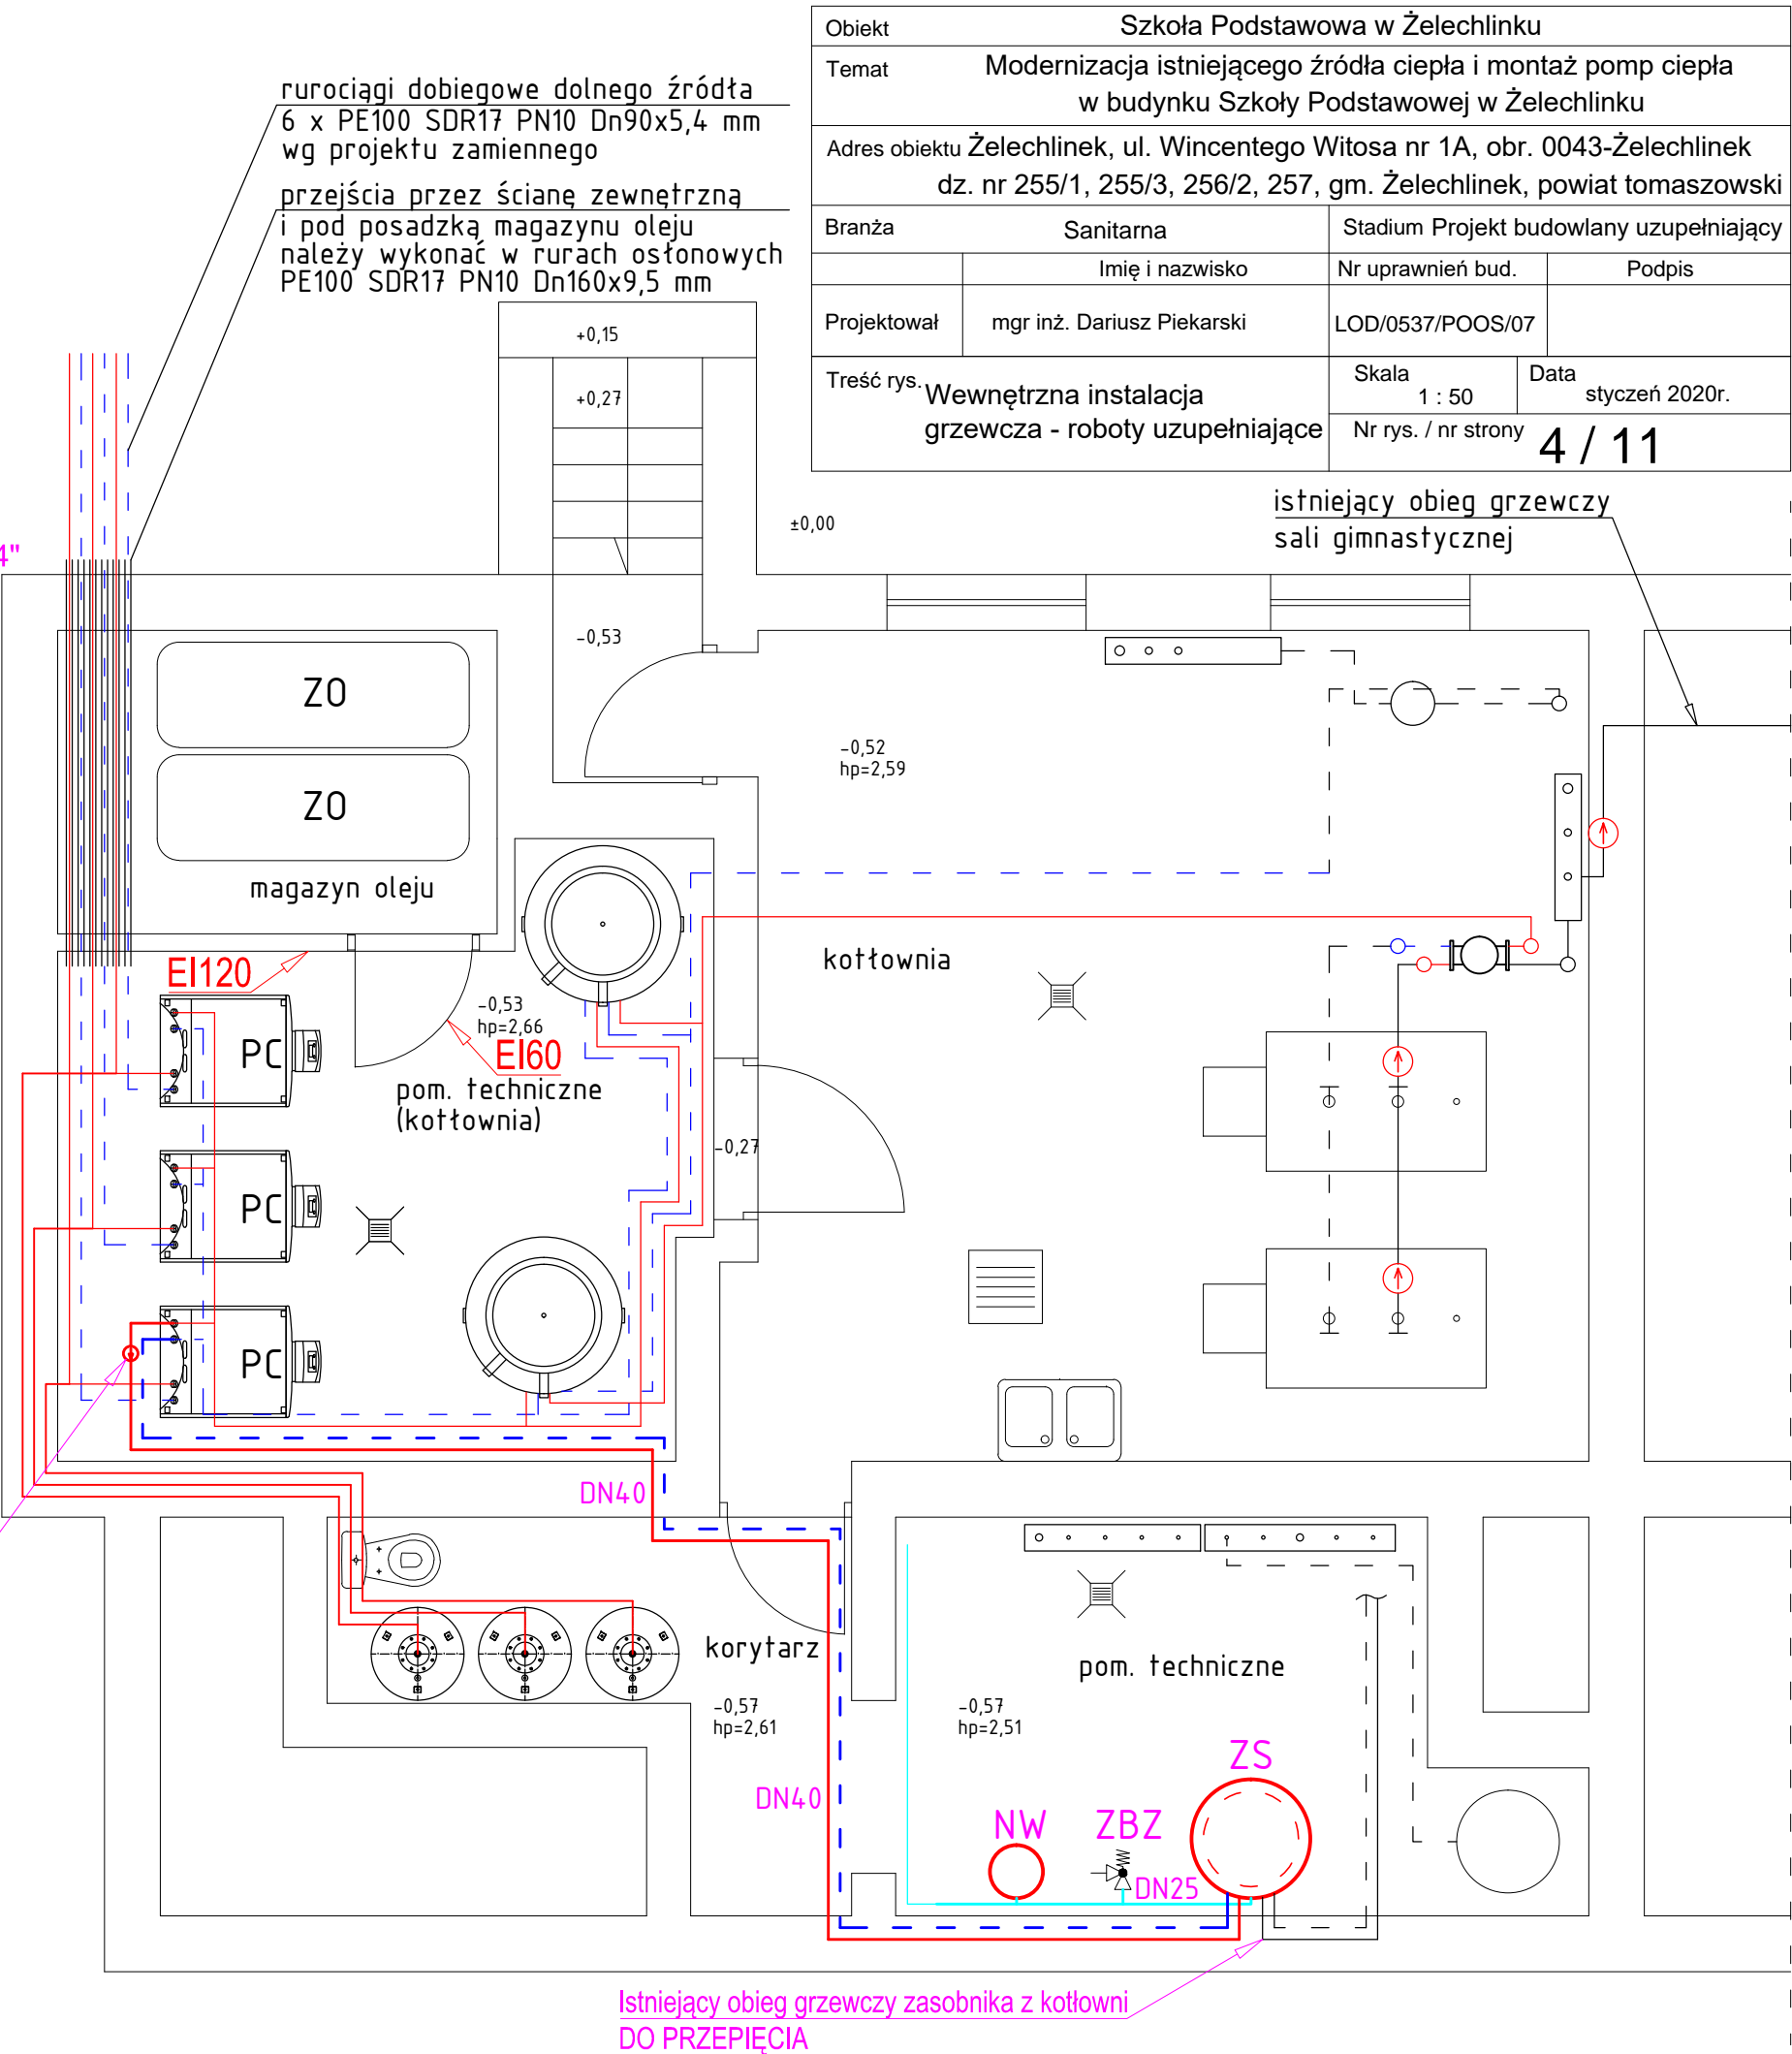 Obiekt Szkoła Podstawowa w Żelechlinku
Temat Modernizacja istniejącego źródła ciepła i montaż pomp ciepła
w budynku Szkoły Podstawowej w Żelechlinku
Adres obiektu Żelechlinek, ul. Wincentego Witosa nr 1A, obr. 0043-Żelechlinek
dz. nr 255/1, 255/3, 256/2, 257, gm. Żelechlinek, powiat tomaszowski
Branża Sanitarna Stadium Projekt budowlany uzupełniający
Imię i nazwisko Nr uprawnień bud. Podpis
Projektował mgr inż. Dariusz Piekarski LOD/0537/POOS/07
Treść rys. Wewnętrzna instalacja
grzewcza - roboty uzupełniające
Skala 1 : 50
Data styczeń 2020r.
Nr rys. / nr strony 4 / 11
rurociągi dobiegowe dolnego źródła
6 x PE100 SDR17 PN10 Dn90x5,4 mm
wg projektu zamiennego
przejścia przez ścianę zewnętrzną
i pod posadzką magazynu oleju
należy wykonać w rurach osłonowych
PE100 SDR17 PN10 Dn160x9,5 mm
+0,15
+0,27
±0,00
istniejący obieg grzewczy
sali gimnastycznej
4"
-0,53
ZO
-0,52
hp=2,59
ZO
magazyn oleju
kotłownia
EI120
-0,53
hp=2,66
EI60
PC
pom. techniczne
(kotłownia)
-0,27
PC
PC
DN40
korytarz
pom. techniczne
-0,57
hp=2,61
-0,57
hp=2,51
ZS
DN40
NW
ZBZ
DN25
Istniejący obieg grzewczy zasobnika z kotłowni
DO PRZEPIĘCIA